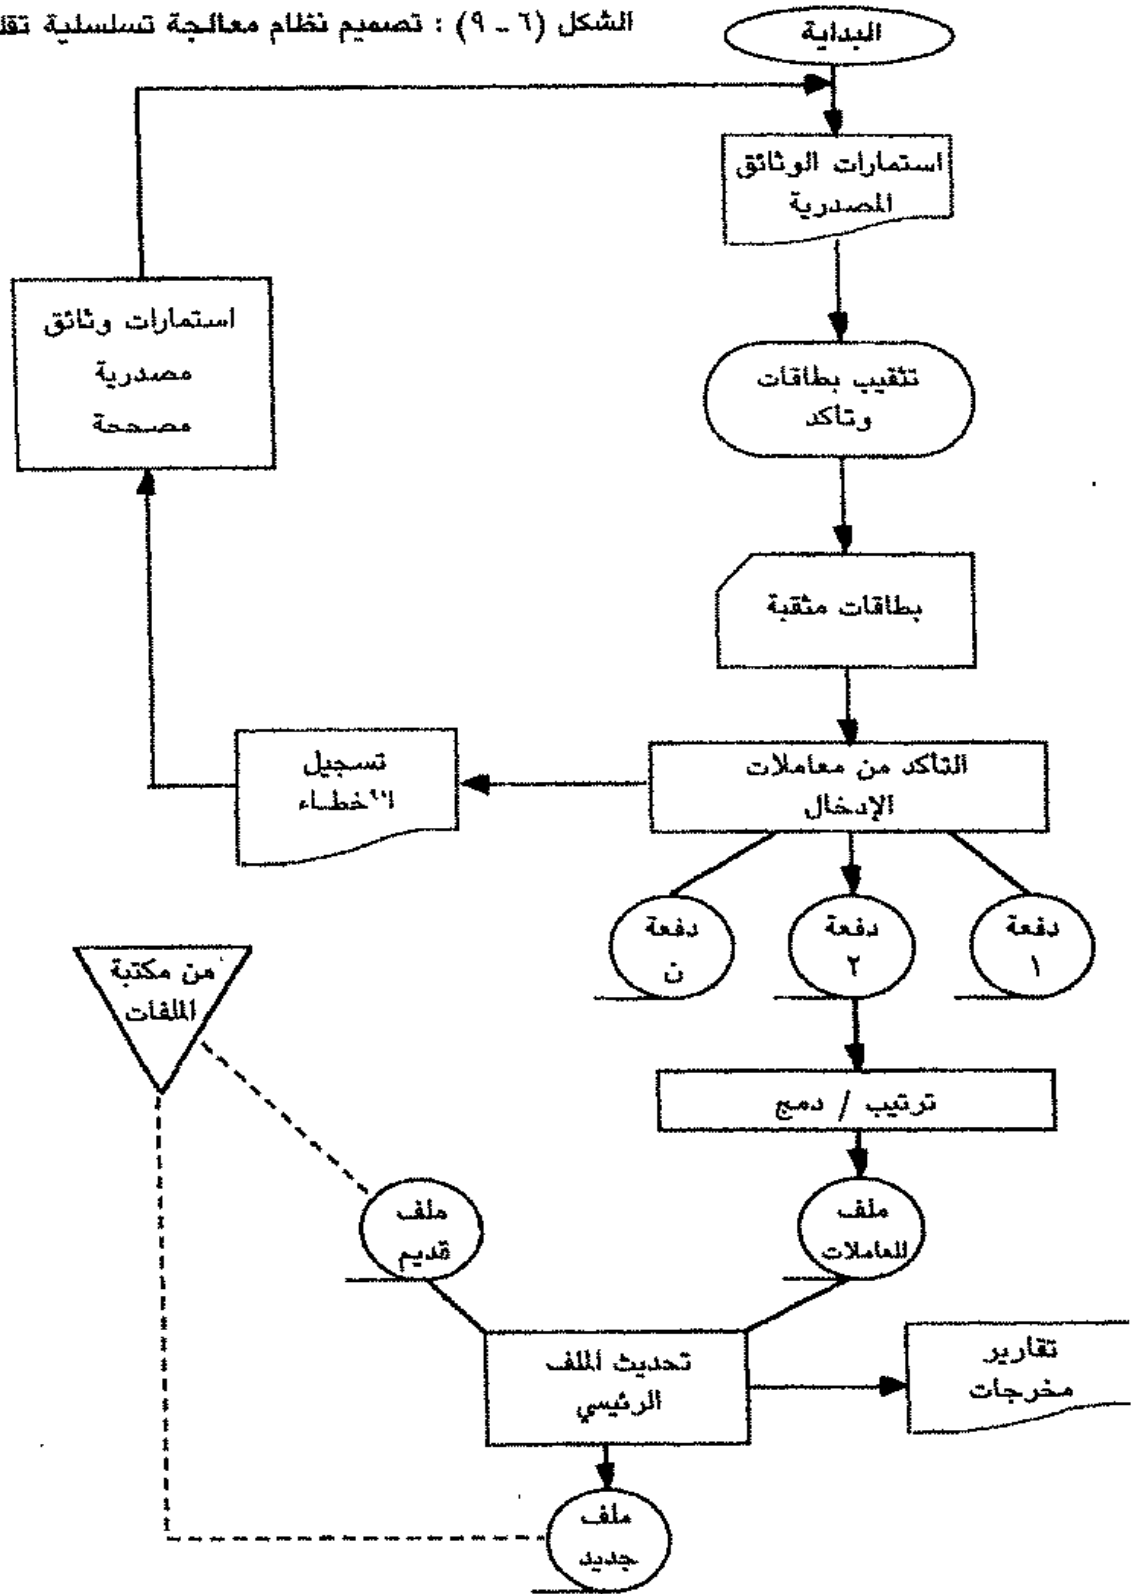 الشكل (٦ ـ ٩) : تصميم نظام معالجة تسلسلية
البداية
استمارات الوثائق
المصدرية
استمارات وثائق
مصدرية
مصححة
تثقيب بطاقات
وتأكد
بطاقات مثقبة
التأكد من معاملات
الإدخال
تسجيل
الأخطاء
دفعة
١
دفعة
٢
دفعة
ن
من مكتبة
الملفات
ترتيب / دمج
ملف
المعاملات
ملف
قديم
تحديث الملف
الرئيسي
تقارير
مخرجات
ملف
جديد